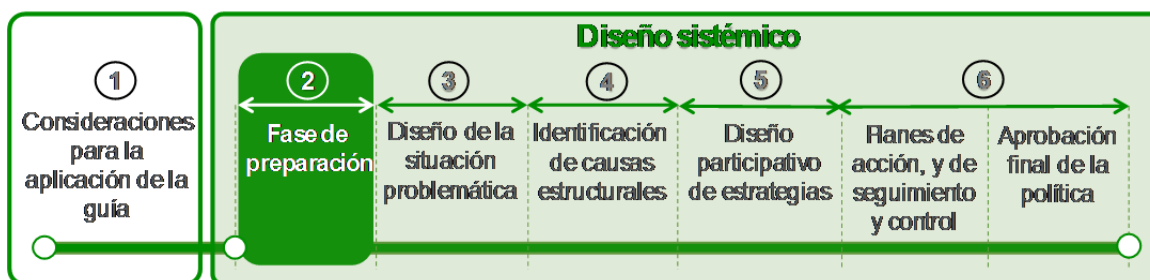 Diseño sistémico
1
Consideraciones
para la
aplicación de la
guía
2
Fase de
preparación
3
Diseño de la
situación
problemática
4
Identificación
de causas
estructurales
5
Diseño
participativo
de estrategias
6
Planes de
acción, y de
seguimiento
y control
Aprobación
final de la
política